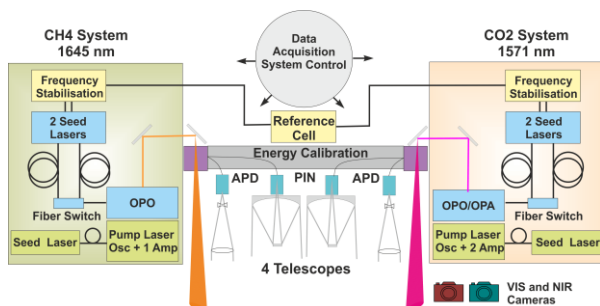 CH4 System
1645 nm
Frequency
Stabilisation
2 Seed
Lasers
Fiber Switch
OPO
Seed Laser
Pump Laser
Osc + 1 Amp
Data
Acquisition
System Control
Reference
Cell
Energy Calibration
APD
PIN
APD
4 Telescopes
CO2 System
1571 nm
Frequency
Stabilisation
2 Seed
Lasers
Fiber Switch
OPO/OPA
Pump Laser
Osc + 2 Amp
Seed Laser
VIS and NIR
Cameras